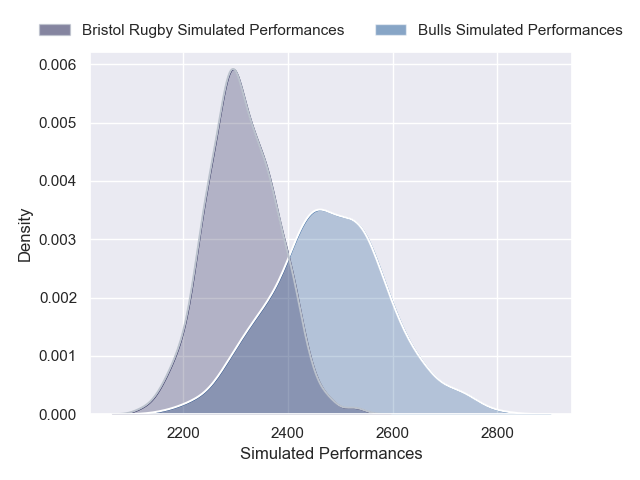 Bristol Rugby Simulated Performances
Bulls Simulated Performances
0.006
0.005
0.004
0.003
0.002
0.001
0.000
Density
2200
2400
2600
2800
Simulated Performances